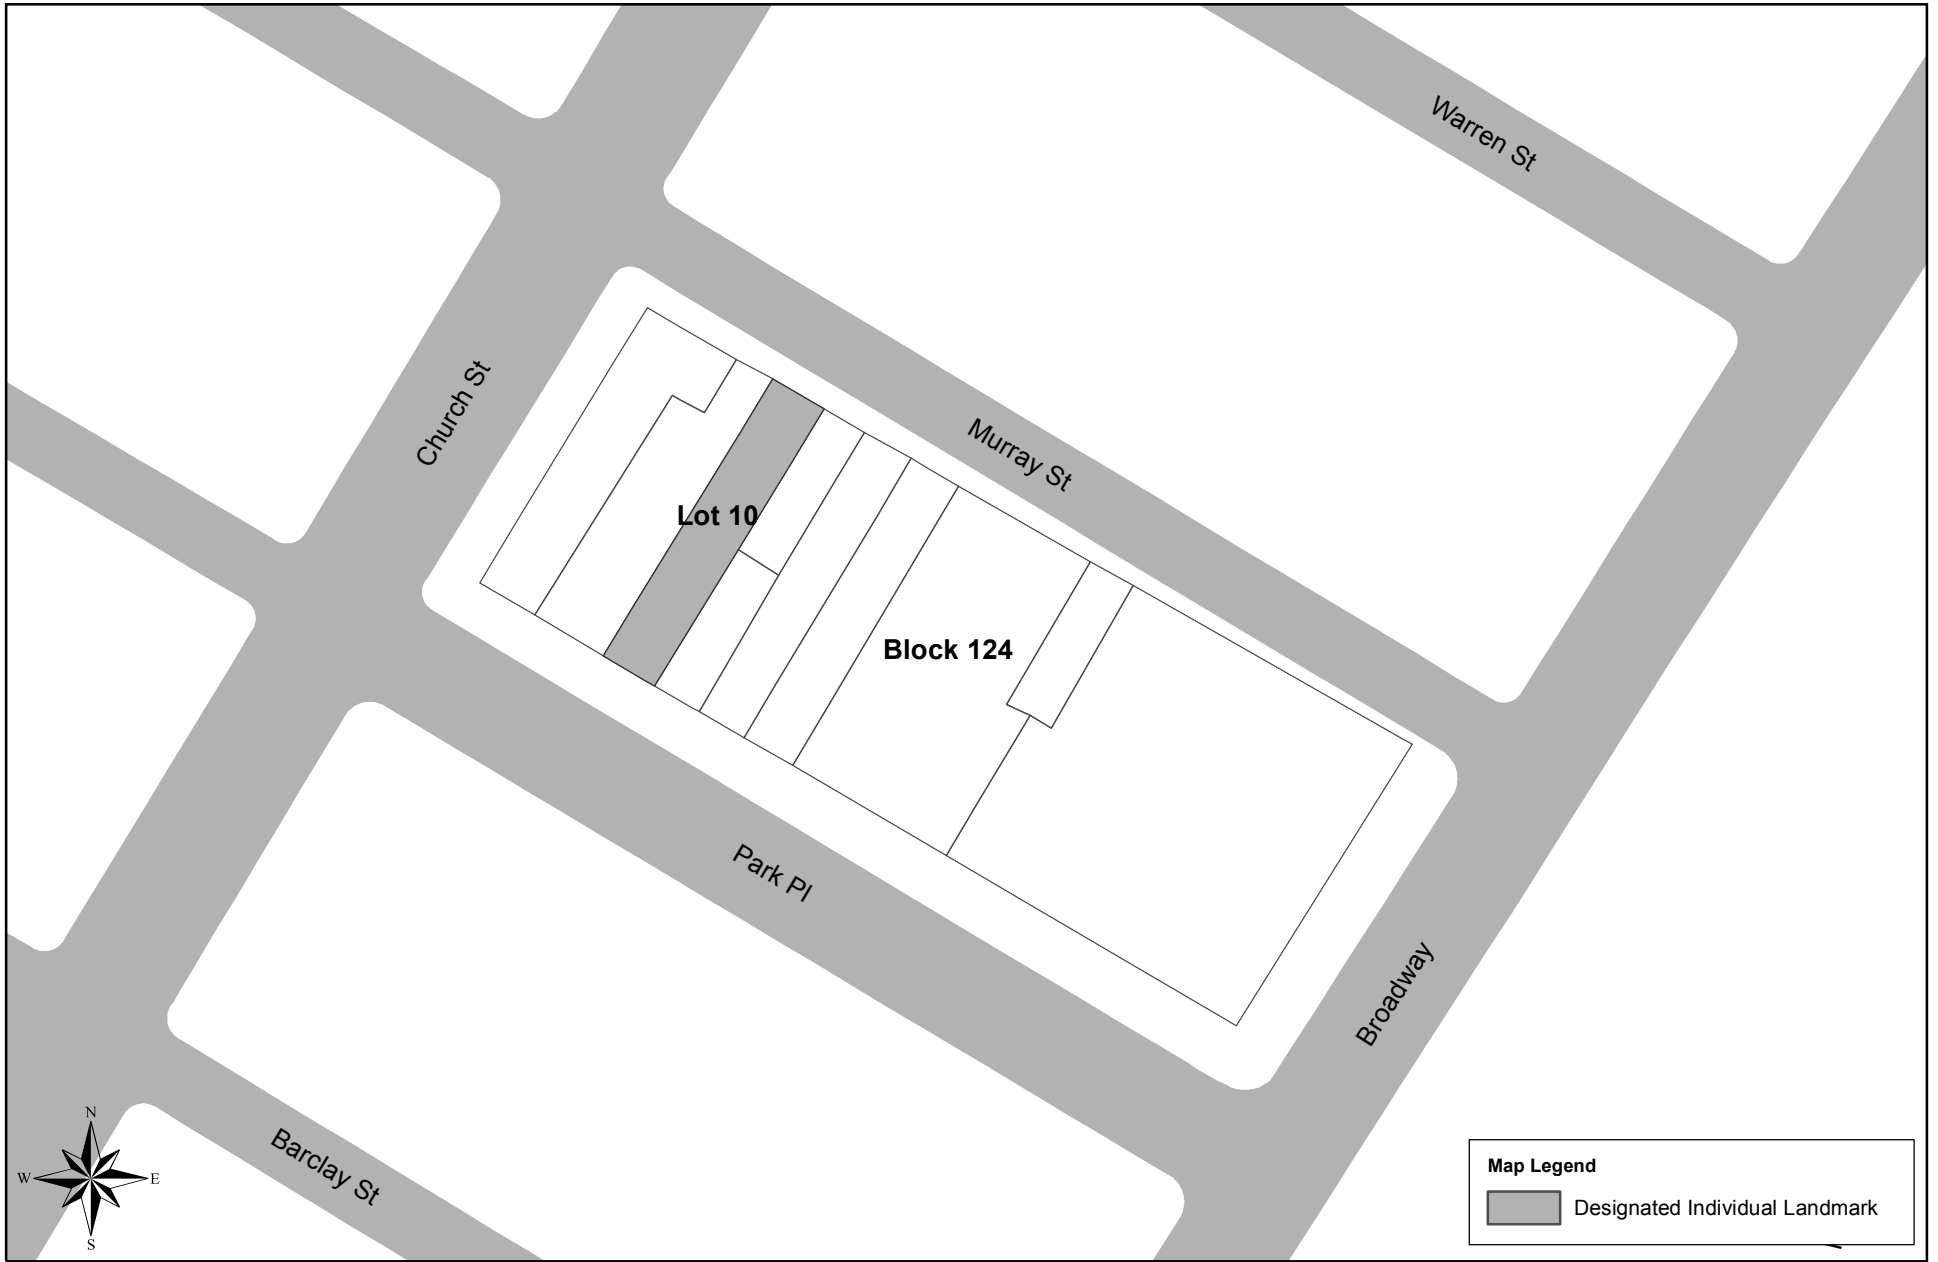 Warren St
Church St
Murray St
Lot 10
Block 124
Park Pl
Broadway
Barclay St
N
W
E
S
Map Legend
Designated Individual Landmark